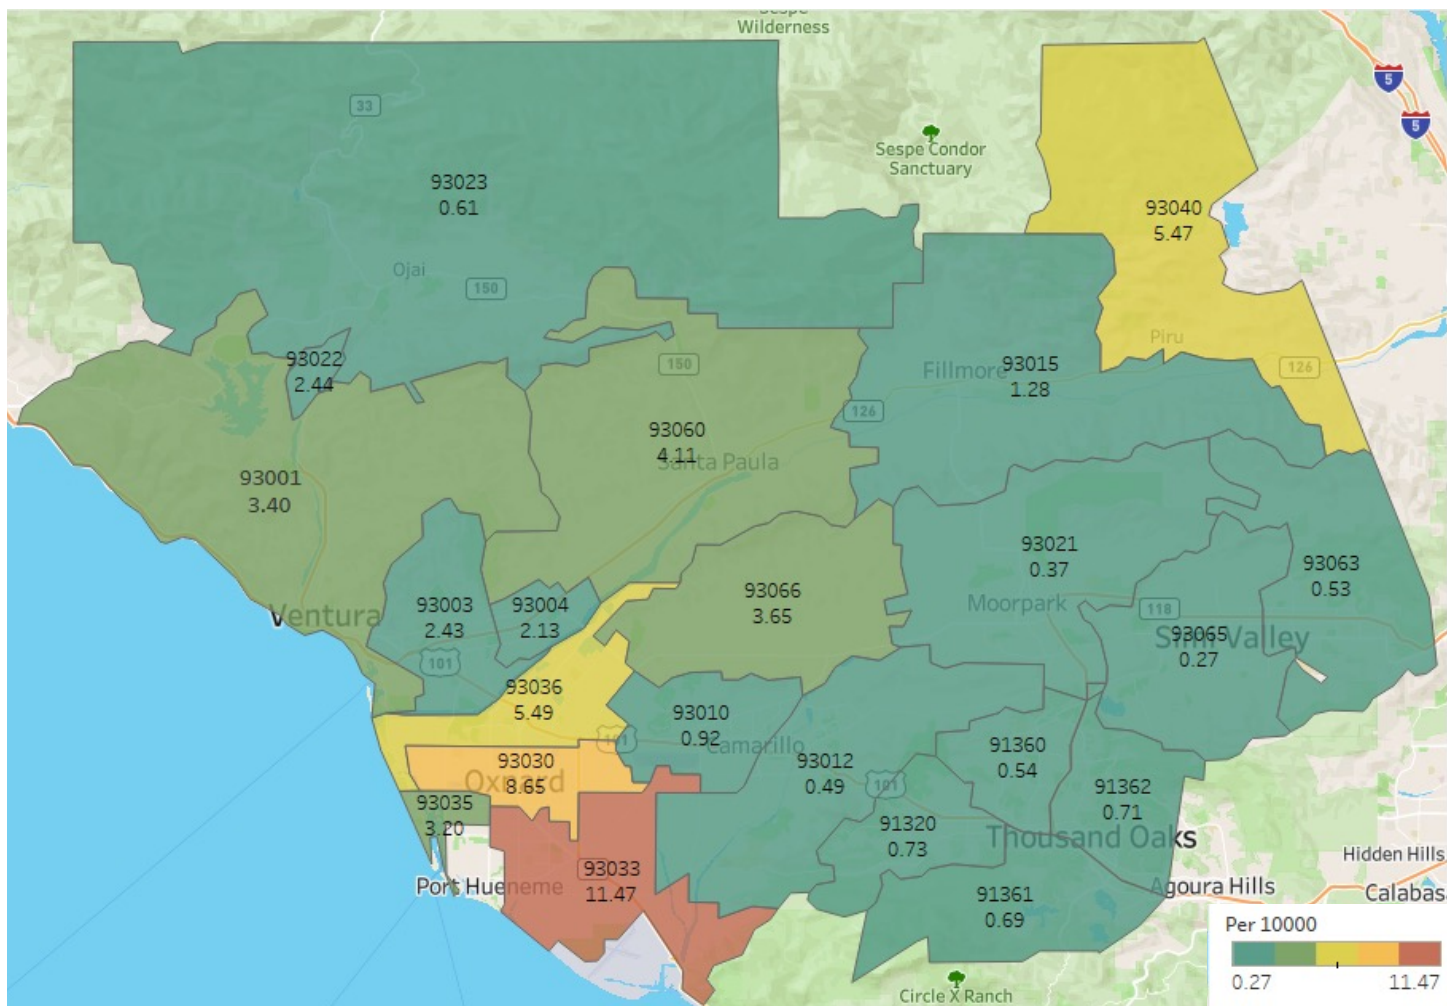 Sespe
Wilderness
5
5
33
Sespe Condor
Sanctuary
93023
0.61
93040
5.47
Ojai
150
93022
2.44
150
Piru
126
93015
Fillmore
1.28
126
93060
4.11
Santa Paula
93001
3.40
93021
0.37
93063
0.53
93066
3.65
Moorpark
118
93003
2.43
93004
2.13
Ventura
101
93065
Simi Valley
0.27
93036
5.49
93010
0.92
Camarillo
101
91360
0.54
93030
Oxnard
8.65
93012
0.49
101
91362
0.71
93035
3.20
91320
0.73
Thousand Oaks
Hidden Hills
93033
11.47
Port Hueneme
91361
0.69
Agoura Hills
Calabas
Per 10000
0.27
11.47
Circle X Ranch